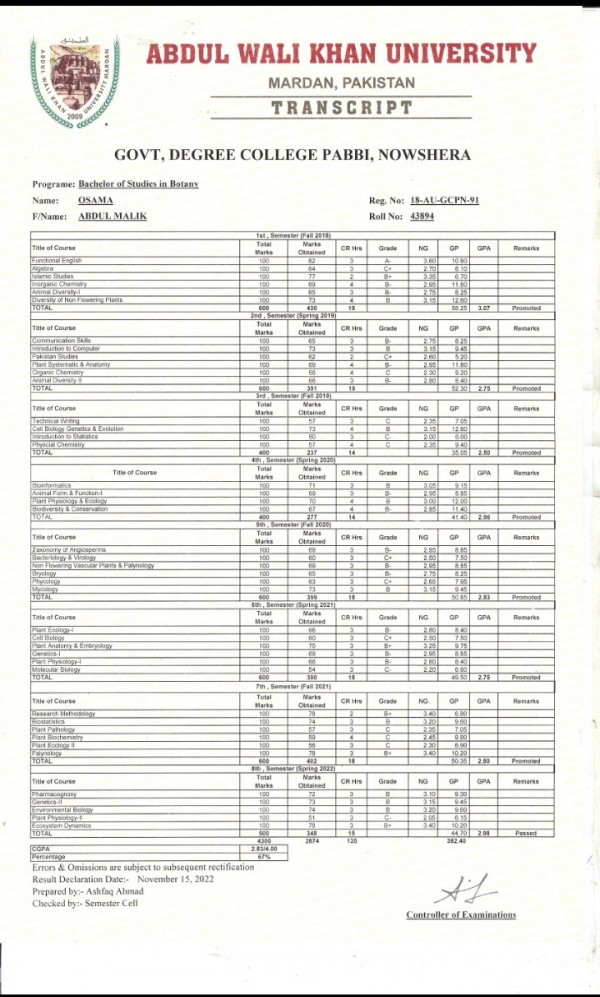 ABDUL WALI KHAN UNIVERSITY MARDAN
2009
ABDUL WALI KHAN UNIVERSITY
MARDAN, PAKISTAN
TRANSCRIPT
GOVT, DEGREE COLLEGE PABBI, NOWSHERA
Programe: Bachelor of Studies in Botany
Name: OSAMA Reg. No: 18-AU-GCPN-91
F/Name: ABDUL MALIK Roll No: 43894
1st , Semester (Fall 2018)
Title of Course Total Marks Marks Obtained CR Hrs Grade NG GP GPA Remarks
Functional English 100 82 3 A- 3.60 10.80
Algebra 100 64 3 C+ 2.70 8.10
Islamic Studies 100 77 2 B+ 3.35 6.70
Inorganic Chemistry 100 69 4 B- 2.95 11.80
Animal Diversity-I 100 65 3 B- 2.75 8.25
Diversity of Non Flowering Plants 100 73 4 B 3.15 12.60
TOTAL 600 430 19 58.25 3.07 Promoted
2nd , Semester (Spring 2019)
Title of Course Total Marks Marks Obtained CR Hrs Grade NG GP GPA Remarks
Communication Skills 100 65 3 B- 2.75 8.25
Introduction to Computer 100 73 3 B 3.15 9.45
Pakistan Studies 100 62 2 C+ 2.60 5.20
Plant Systematic & Anatomy 100 69 4 B- 2.95 11.80
Organic Chemistry 100 56 4 C 2.30 9.20
Animal Diversity II 100 66 3 B- 2.80 8.40
TOTAL 600 391 19 52.30 2.75 Promoted
3rd , Semester (Fall 2019)
Title of Course Total Marks Marks Obtained CR Hrs Grade NG GP GPA Remarks
Technical Writing 100 57 3 C 2.35 7.05
Cell Biology Genetics & Evolution 100 73 4 B 3.15 12.60
Introduction to Statistics 100 50 3 C- 2.00 6.00
Physcial Chemistry 100 57 4 C 2.35 9.40
TOTAL 400 237 14 35.05 2.50 Promoted
4th , Semester (Spring 2020)
Title of Course Total Marks Marks Obtained CR Hrs Grade NG GP GPA Remarks
Bioinformatics 100 71 3 B 3.05 9.15
Animal Form & Function-I 100 69 3 B- 2.95 8.85
Plant Physiology & Ecology 100 70 4 B 3.00 12.00
Biodiversity & Conservation 100 67 4 B- 2.85 11.40
TOTAL 400 277 14 41.40 2.96 Promoted
5th , Semester (Fall 2020)
Title of Course Total Marks Marks Obtained CR Hrs Grade NG GP GPA Remarks
Taxonomy of Angiosperms 100 69 3 B- 2.95 8.85
Bacteriology & Virology 100 60 3 C+ 2.50 7.50
Non Flowering Vascular Plants & Palynology 100 69 3 B- 2.95 8.85
Bryology 100 65 3 B- 2.75 8.25
Phycology 100 63 3 C+ 2.65 7.95
Mycology 100 73 3 B 3.15 9.45
TOTAL 600 399 18 50.85 2.83 Promoted
6th , Semester (Spring 2021)
Title of Course Total Marks Marks Obtained CR Hrs Grade NG GP GPA Remarks
Plant Ecology-I 100 66 3 B- 2.80 8.40
Cell Biology 100 60 3 C+ 2.50 7.50
Plant Anatomy & Embryology 100 75 3 B+ 3.25 9.75
Genetics-I 100 69 3 B- 2.95 8.85
Plant Physiology-I 100 66 3 B- 2.80 8.40
Molecular Biology 100 54 3 C- 2.20 6.60
TOTAL 600 390 18 49.50 2.75 Promoted
7th , Semester (Fall 2021)
Title of Course Total Marks Marks Obtained CR Hrs Grade NG. GP GPA Remarks
Research Methodology 100 78 2 B+ 3.40 6.80
Biostatistics 100 74 3 B 3.20 9.60
Plant Pathology 100 57 3 C 2.35 7.05
Plant Biochemistry 100 59 4 C 2.45 9.80
Plant Ecology II 100 56 3 C 2.30 6.90
Palynology 100 78 3 B+ 3.40 10.20
TOTAL 600 402 18 50.35 2.80 Promoted
8th , Semester (Spring 2022)
Title of Course Total Marks Marks Obtained CR Hrs Grade NG GP GPA Remarks
Pharmacagnosy 100 72 3 B 3.10 9.30
Genetics-II 100 73 3 B 3.15 9.45
Environmental Biology 100 74 3 B 3.20 9.60
Plant Physiology-II 100 51 3 C- 2.05 6.15
Ecosystem Dynamics 100 78 3 B+ 3.40 10.20
TOTAL 500 348 15 44.70 2.98 Passed
4300 2874 135 382.40
CGPA 2.83/4.00
Percentage 67%
Errors & Omissions are subject to subsequent rectification
Result Declaration Date:- November 15, 2022
Prepared by:- Ashfaq Ahmad
Checked by:- Semester Cell
Controller of Examinations